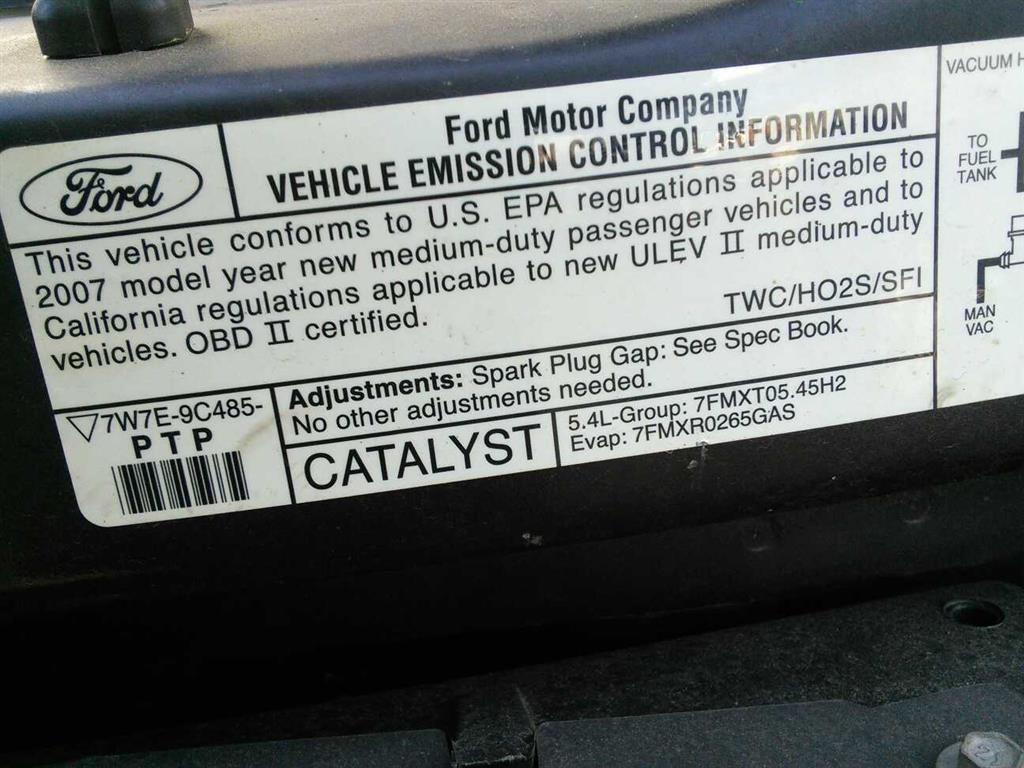 Ford Motor Company
Ford
VEHICLE EMISSION CONTROL INFORMATION
This vehicle conforms to U.S. EPA regulations applicable to
2007 model year new medium-duty passenger vehicles and to
California regulations applicable to new ULEV II medium-duty
vehicles. OBD II certified.
TWC/HO2S/SFI
7W7E-9C485-
PTP
Adjustments: Spark Plug Gap: See Spec Book.
No other adjustments needed.
CATALYST
5.4L-Group: 7FMXT05.45H2
Evap: 7FMXR0265GAS
VACUUM H
TO
FUEL
TANK
MAN
VAC